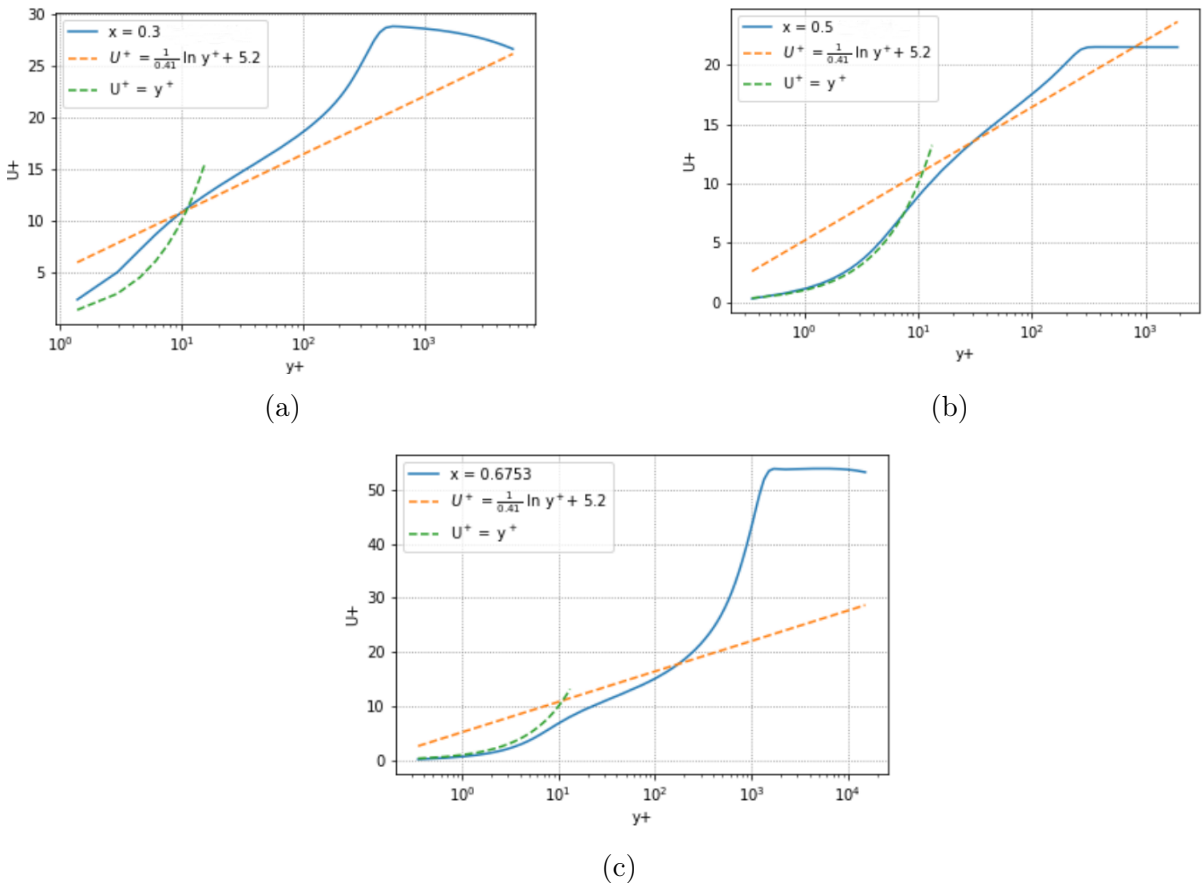 30
25
20
15
10
5
U+
x = 0.3
U⁺ = 1/0.41 ln y⁺+ 5.2
U⁺ = y⁺
10⁰ 10¹ 10² 10³
y+
(a)
20
15
10
5
0
U+
x = 0.5
U⁺ = 1/0.41 ln y⁺+ 5.2
U⁺ = y⁺
10⁰ 10¹ 10² 10³
y+
(b)
50
40
30
20
10
0
U+
x = 0.6753
U⁺ = 1/0.41 ln y⁺+ 5.2
U⁺ = y⁺
10⁰ 10¹ 10² 10³ 10⁴
y+
(c)